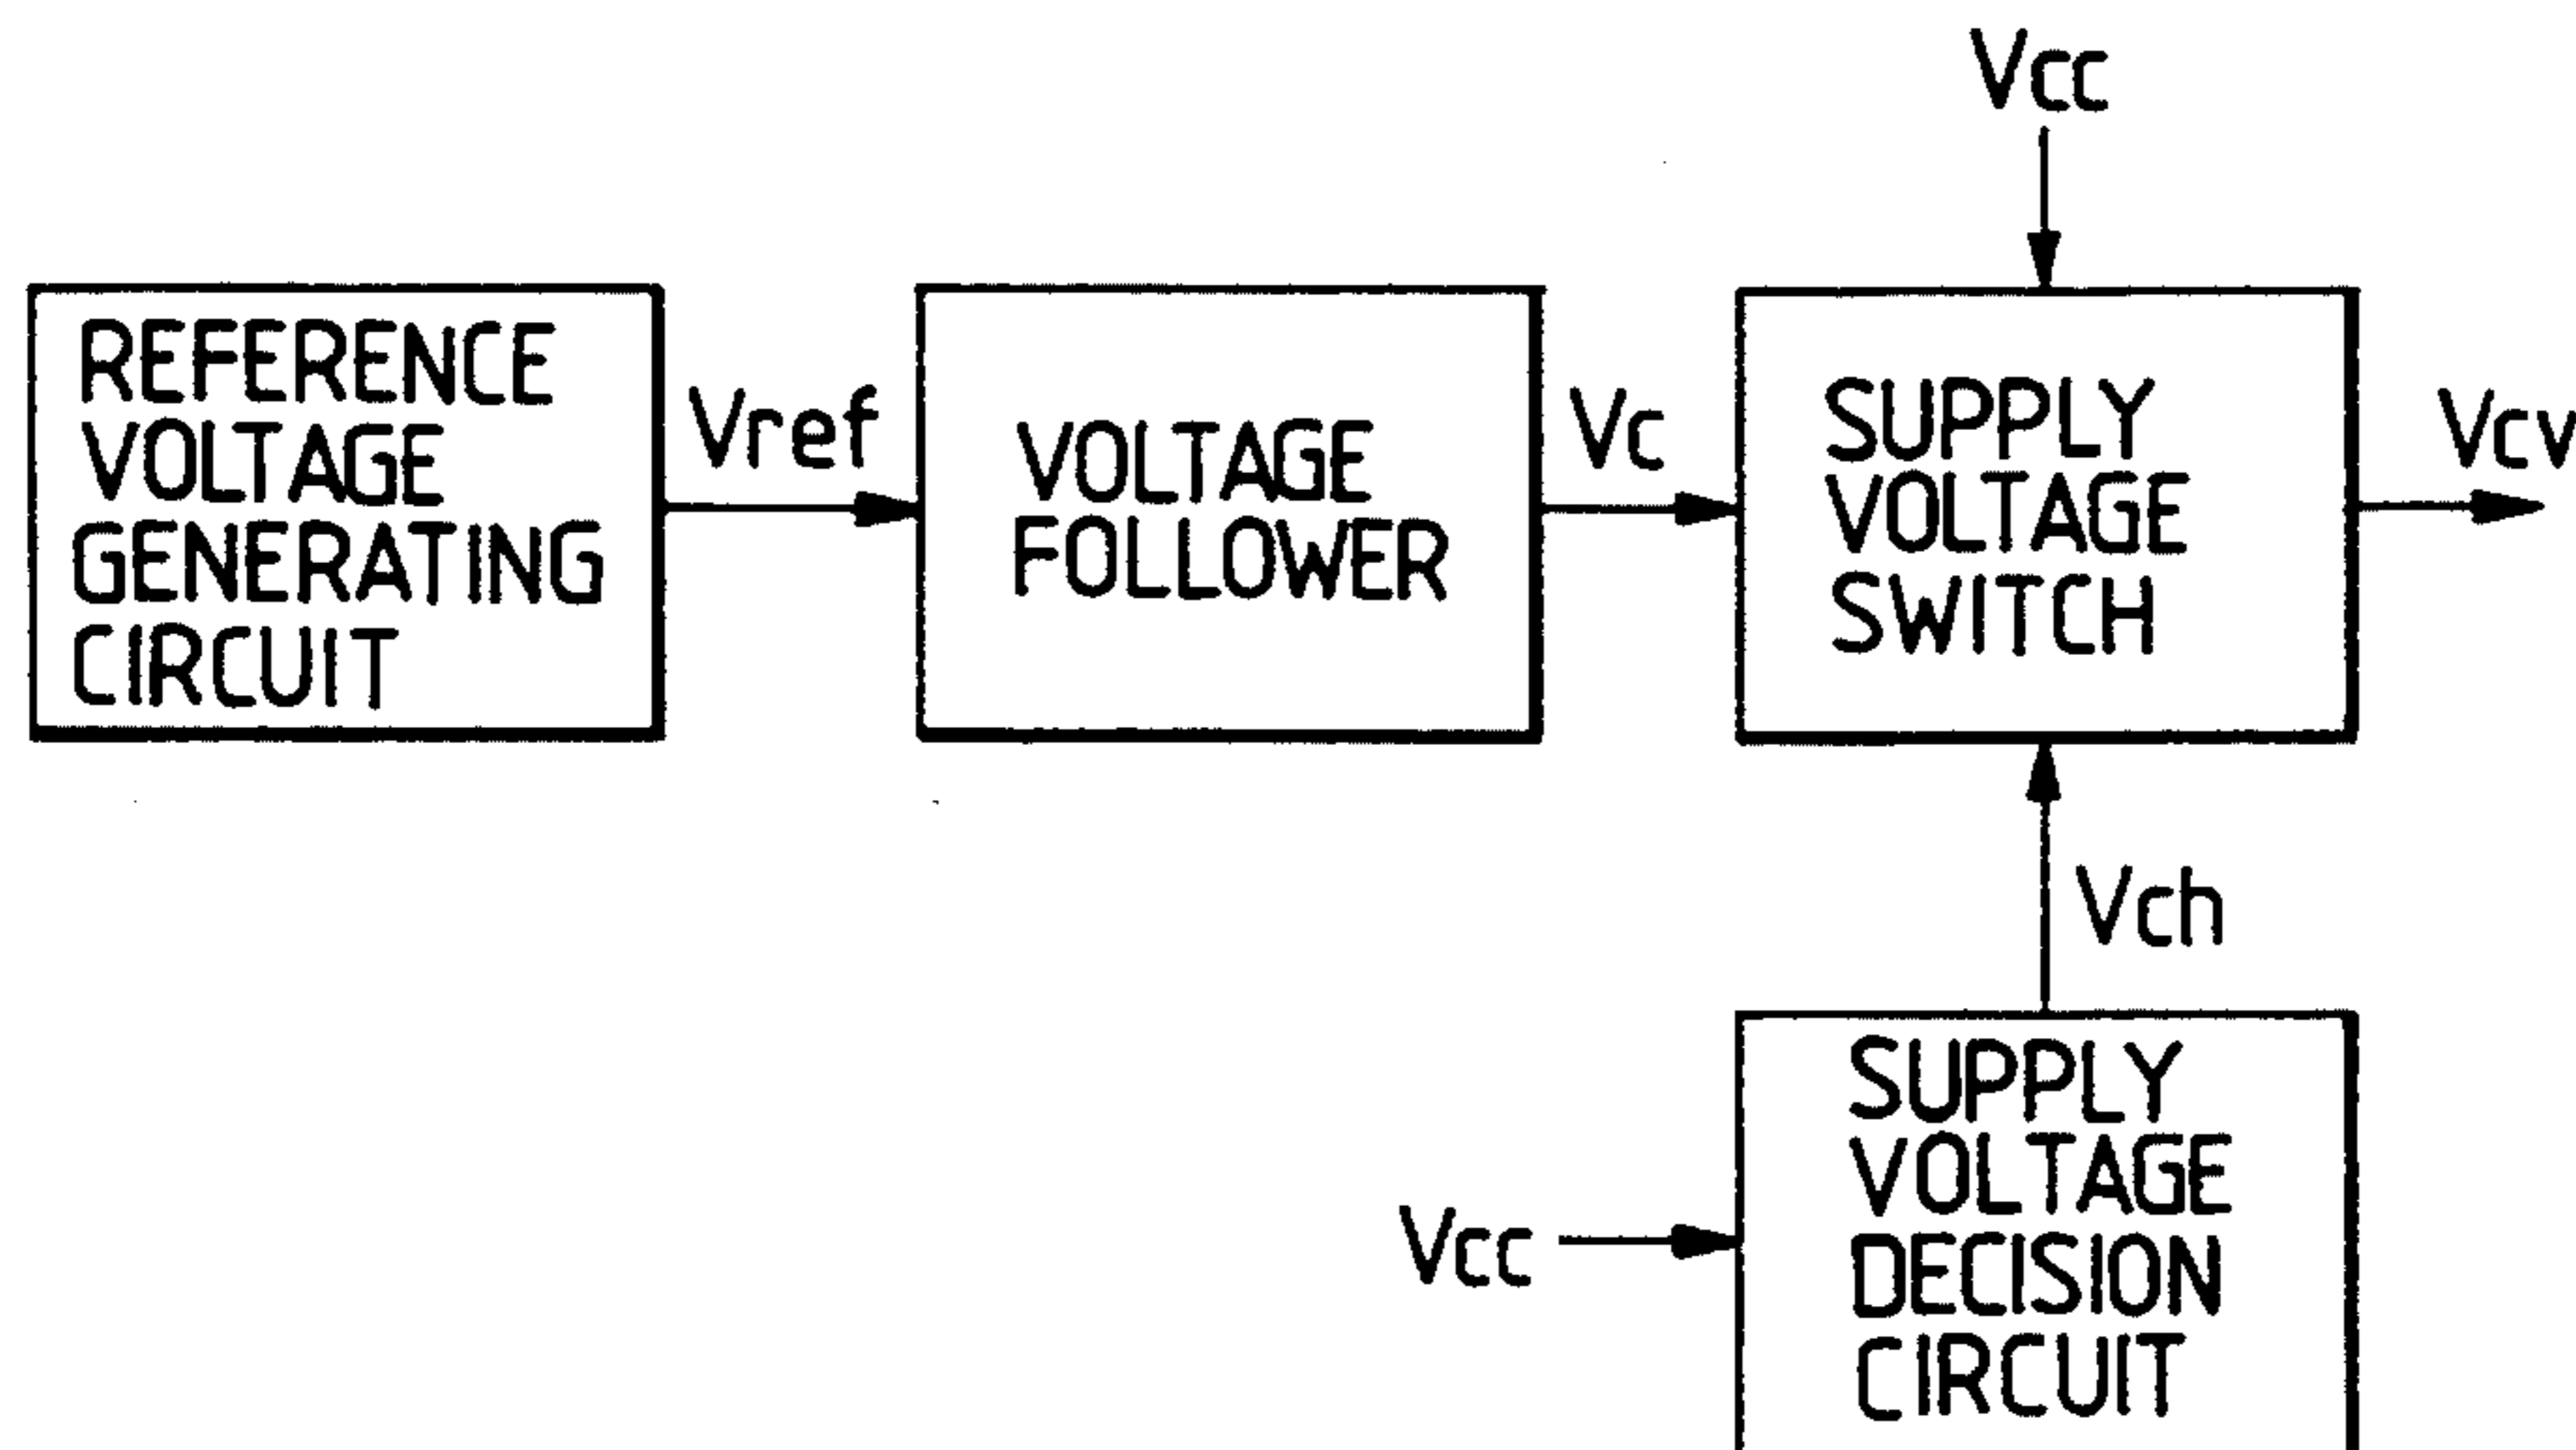 Vcc
REFERENCE
VOLTAGE
GENERATING
CIRCUIT
Vref
VOLTAGE
FOLLOWER
Vc
SUPPLY
VOLTAGE
SWITCH
Vcv
Vch
Vcc
SUPPLY
VOLTAGE
DECISION
CIRCUIT